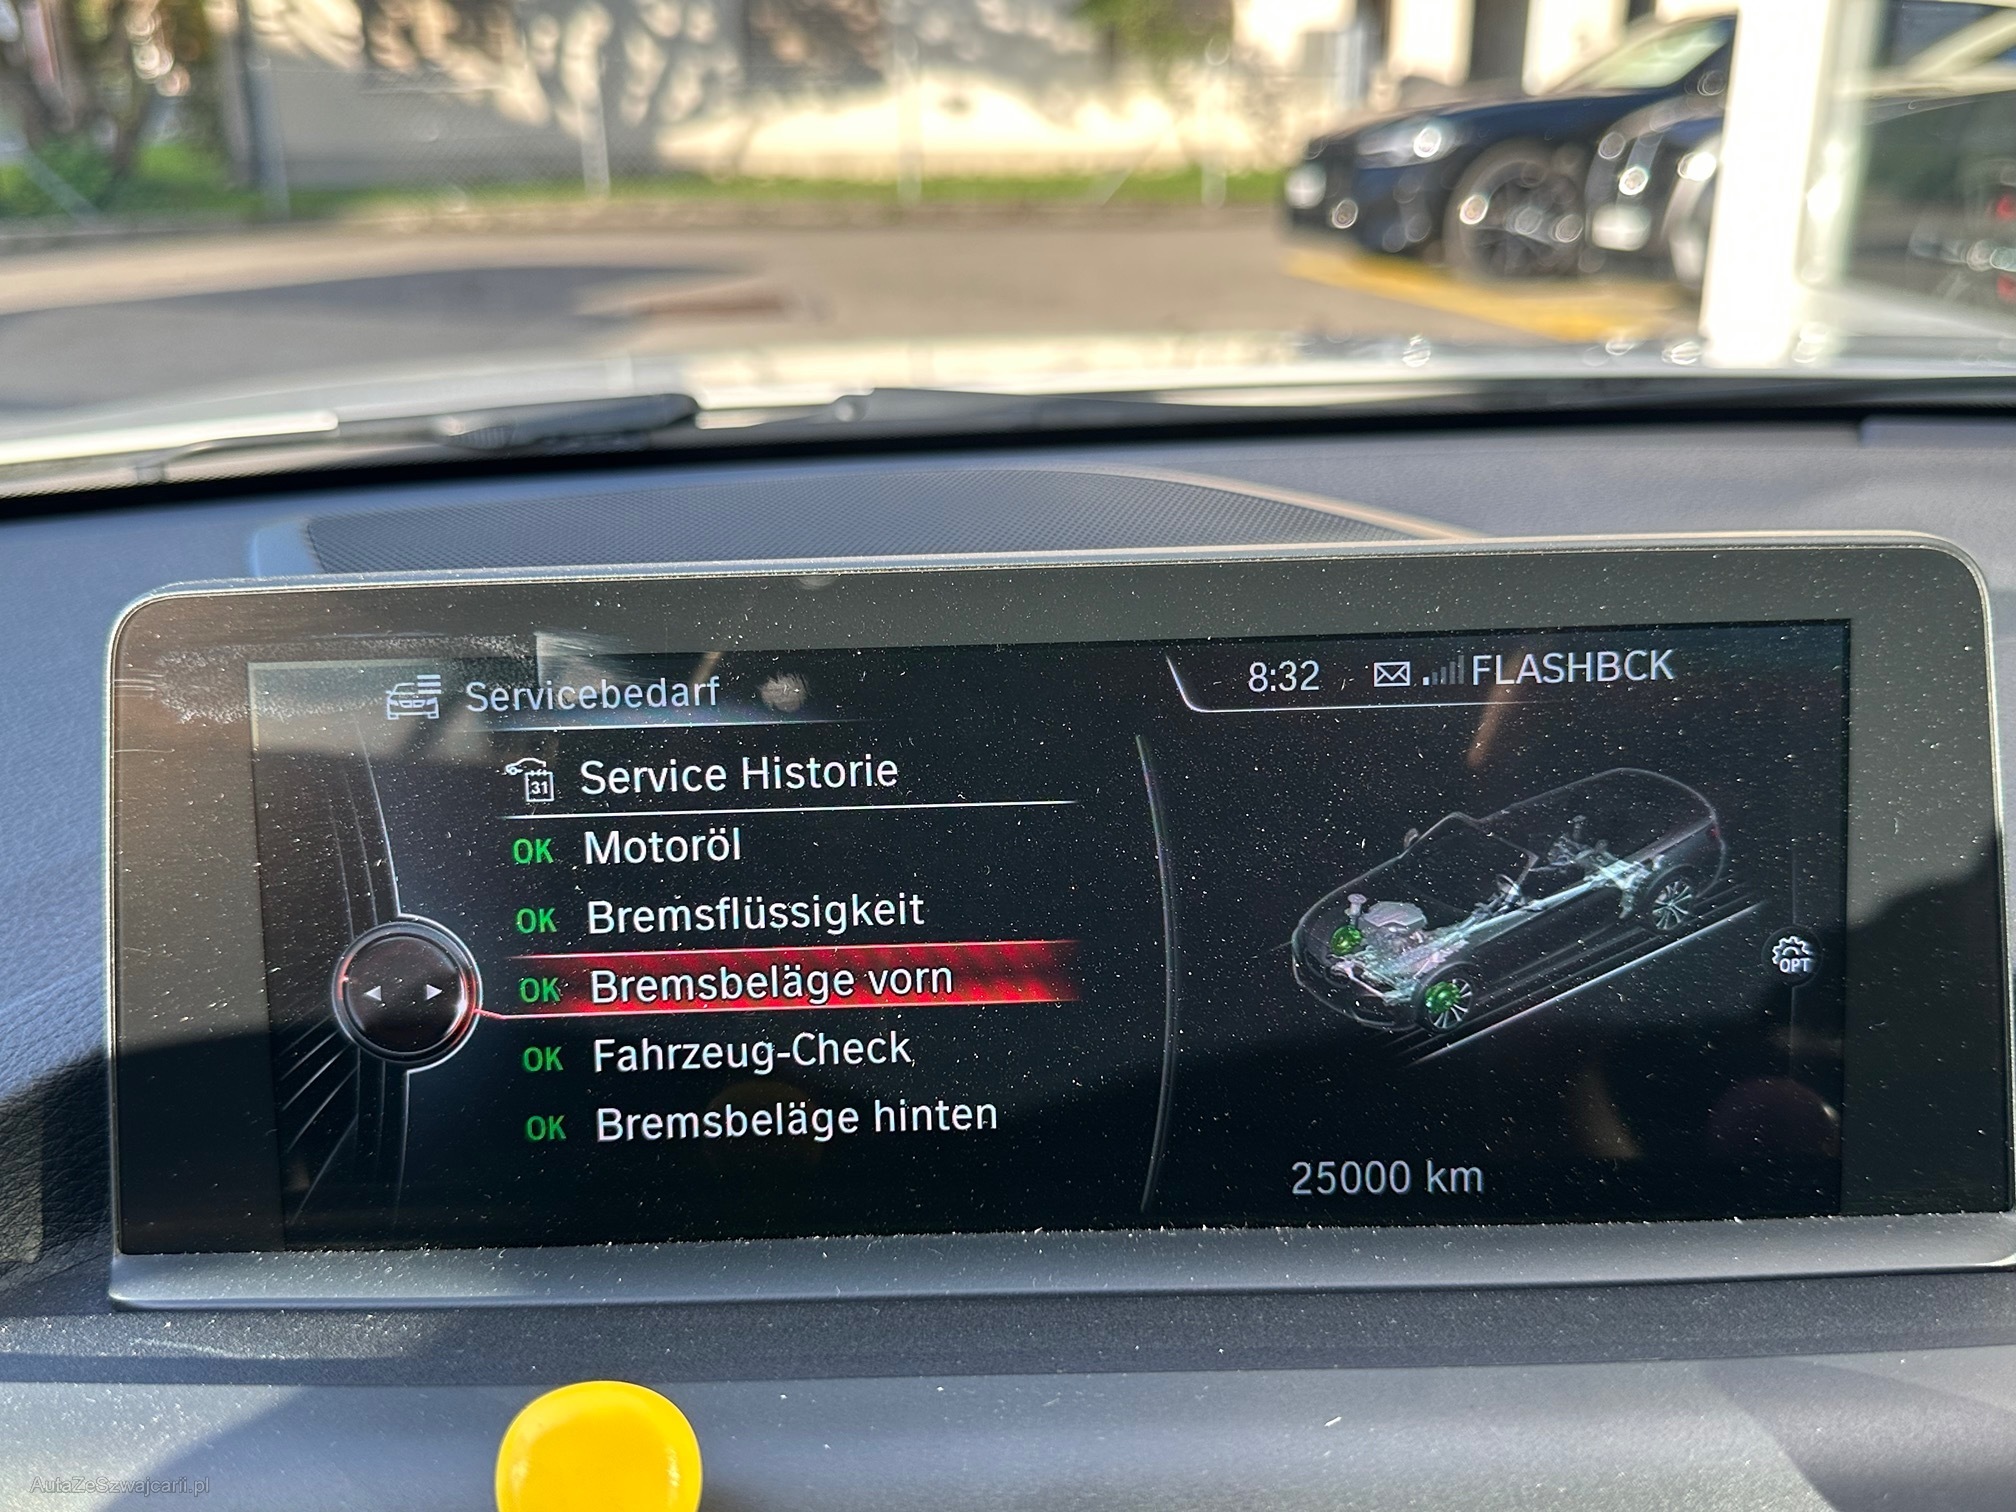 Servicebedarf
8:32 FLASHBCK
31 Service Historie
OK Motoröl
OK Bremsflüssigkeit
OK Bremsbeläge vorn
OK Fahrzeug-Check
OK Bremsbeläge hinten
OPT
25000 km
AutaZeSzwajcarii.pl